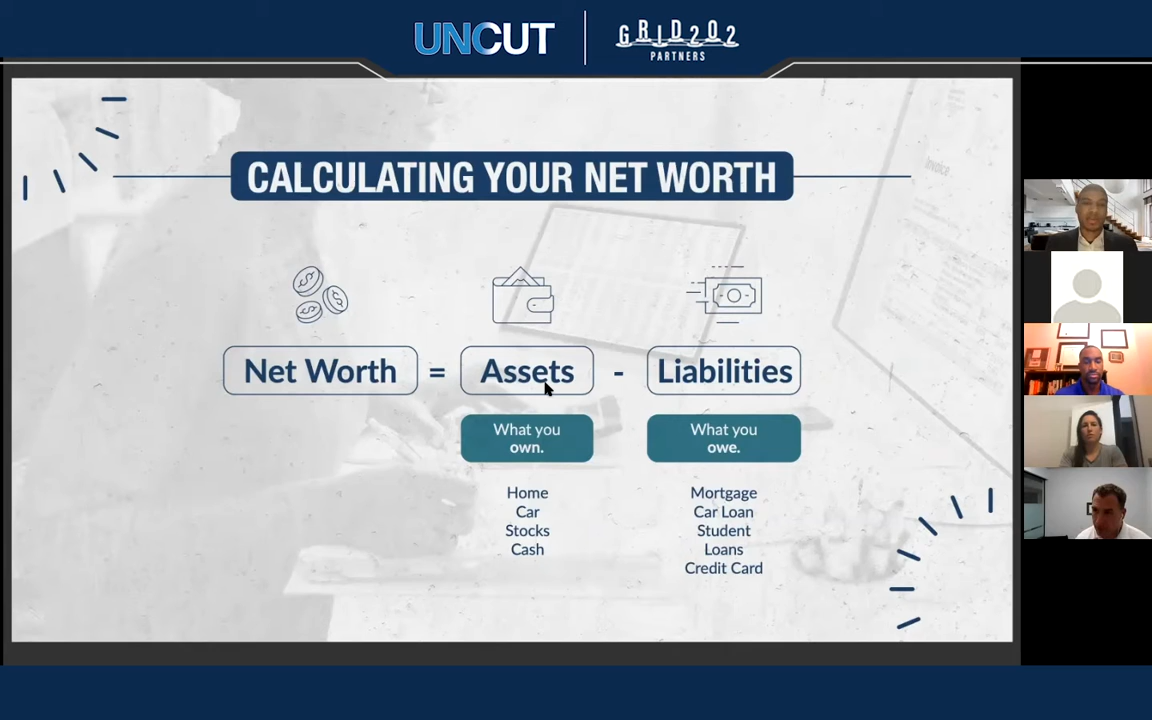 UNCUT
GRID202
PARTNERS
Invoice
CALCULATING YOUR NET WORTH
Net Worth = Assets - Liabilities
What you
own.
What you
owe.
Home
Car
Stocks
Cash
Mortgage
Car Loan
Student
Loans
Credit Card